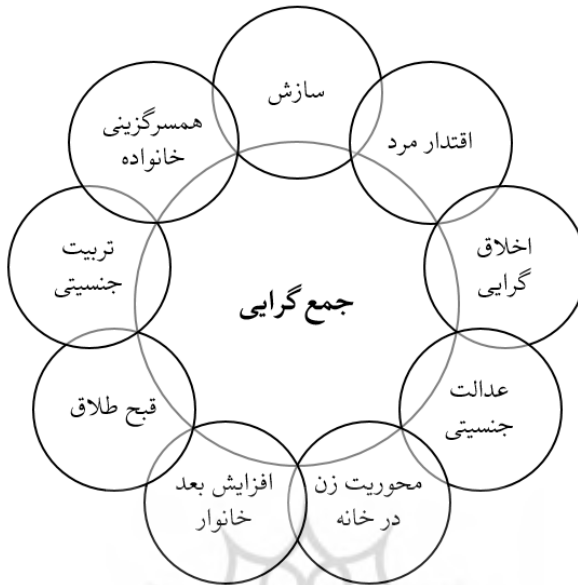 سازش
اقتدار مرد
اخلاق
گرایی
عدالت
جنسیتی
محوریت زن
در خانه
افزایش بعد
خانوار
قبح طلاق
تربیت
جنسیتی
همسرگزینی
خانواده
جمع گرایی